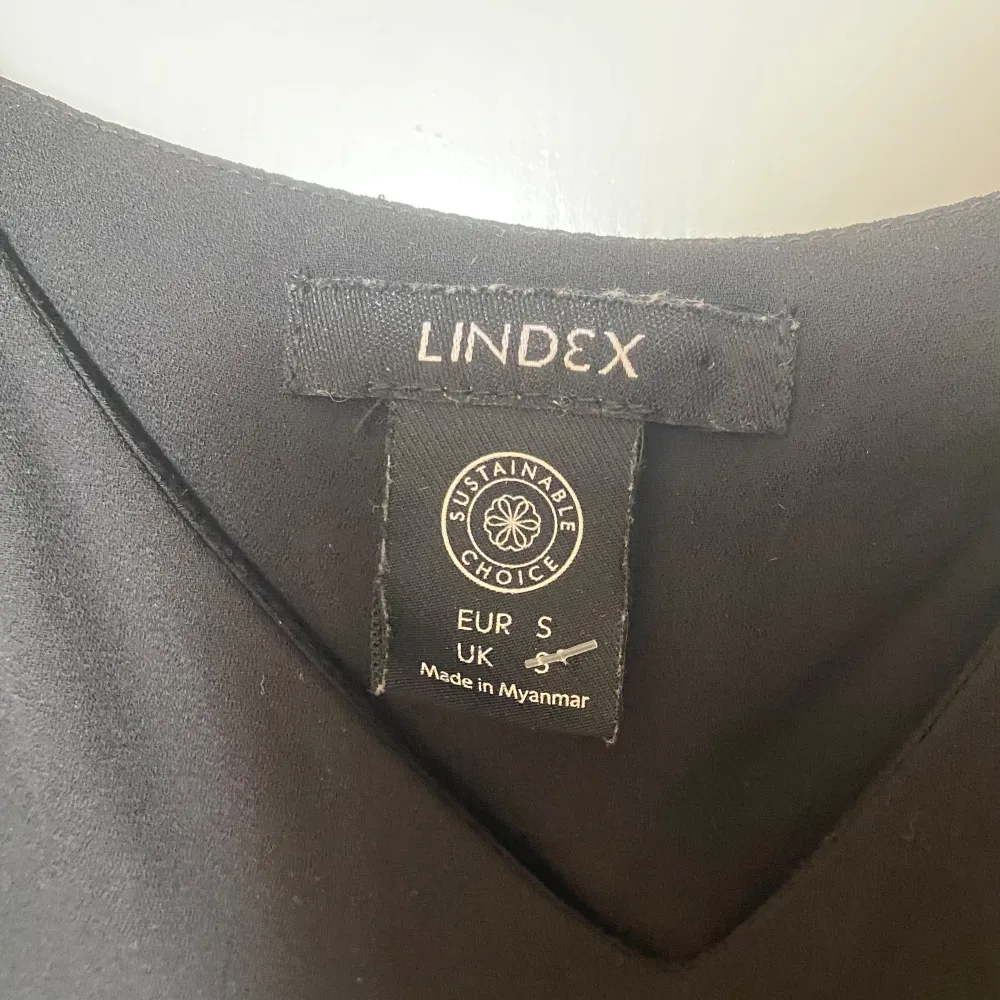 LINDEX
SUSTAINABLE
CHOICE
EUR S
UK S
Made in Myanmar